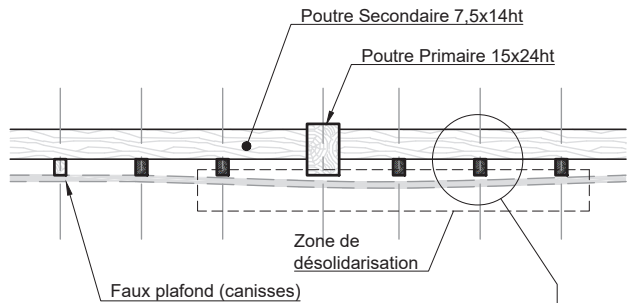 Poutre Secondaire 7,5x14ht
Poutre Primaire 15x24ht
Zone de
désolidarisation
Faux plafond (canisses)